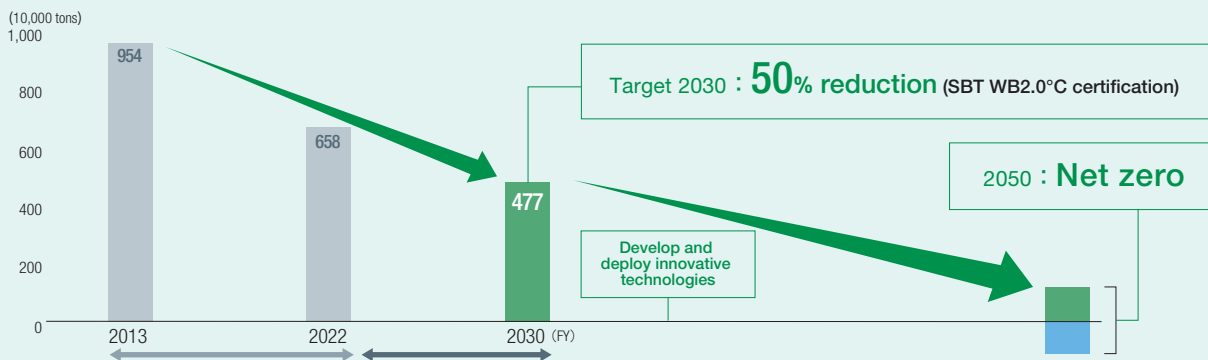 (10,000 tons)
1,000
800
600
400
200
0
954
658
477
Target 2030 : 50% reduction (SBT WB2.0°C certification)
2050 : Net zero
Develop and
deploy innovative
technologies
2013
2022
2030 (FY)